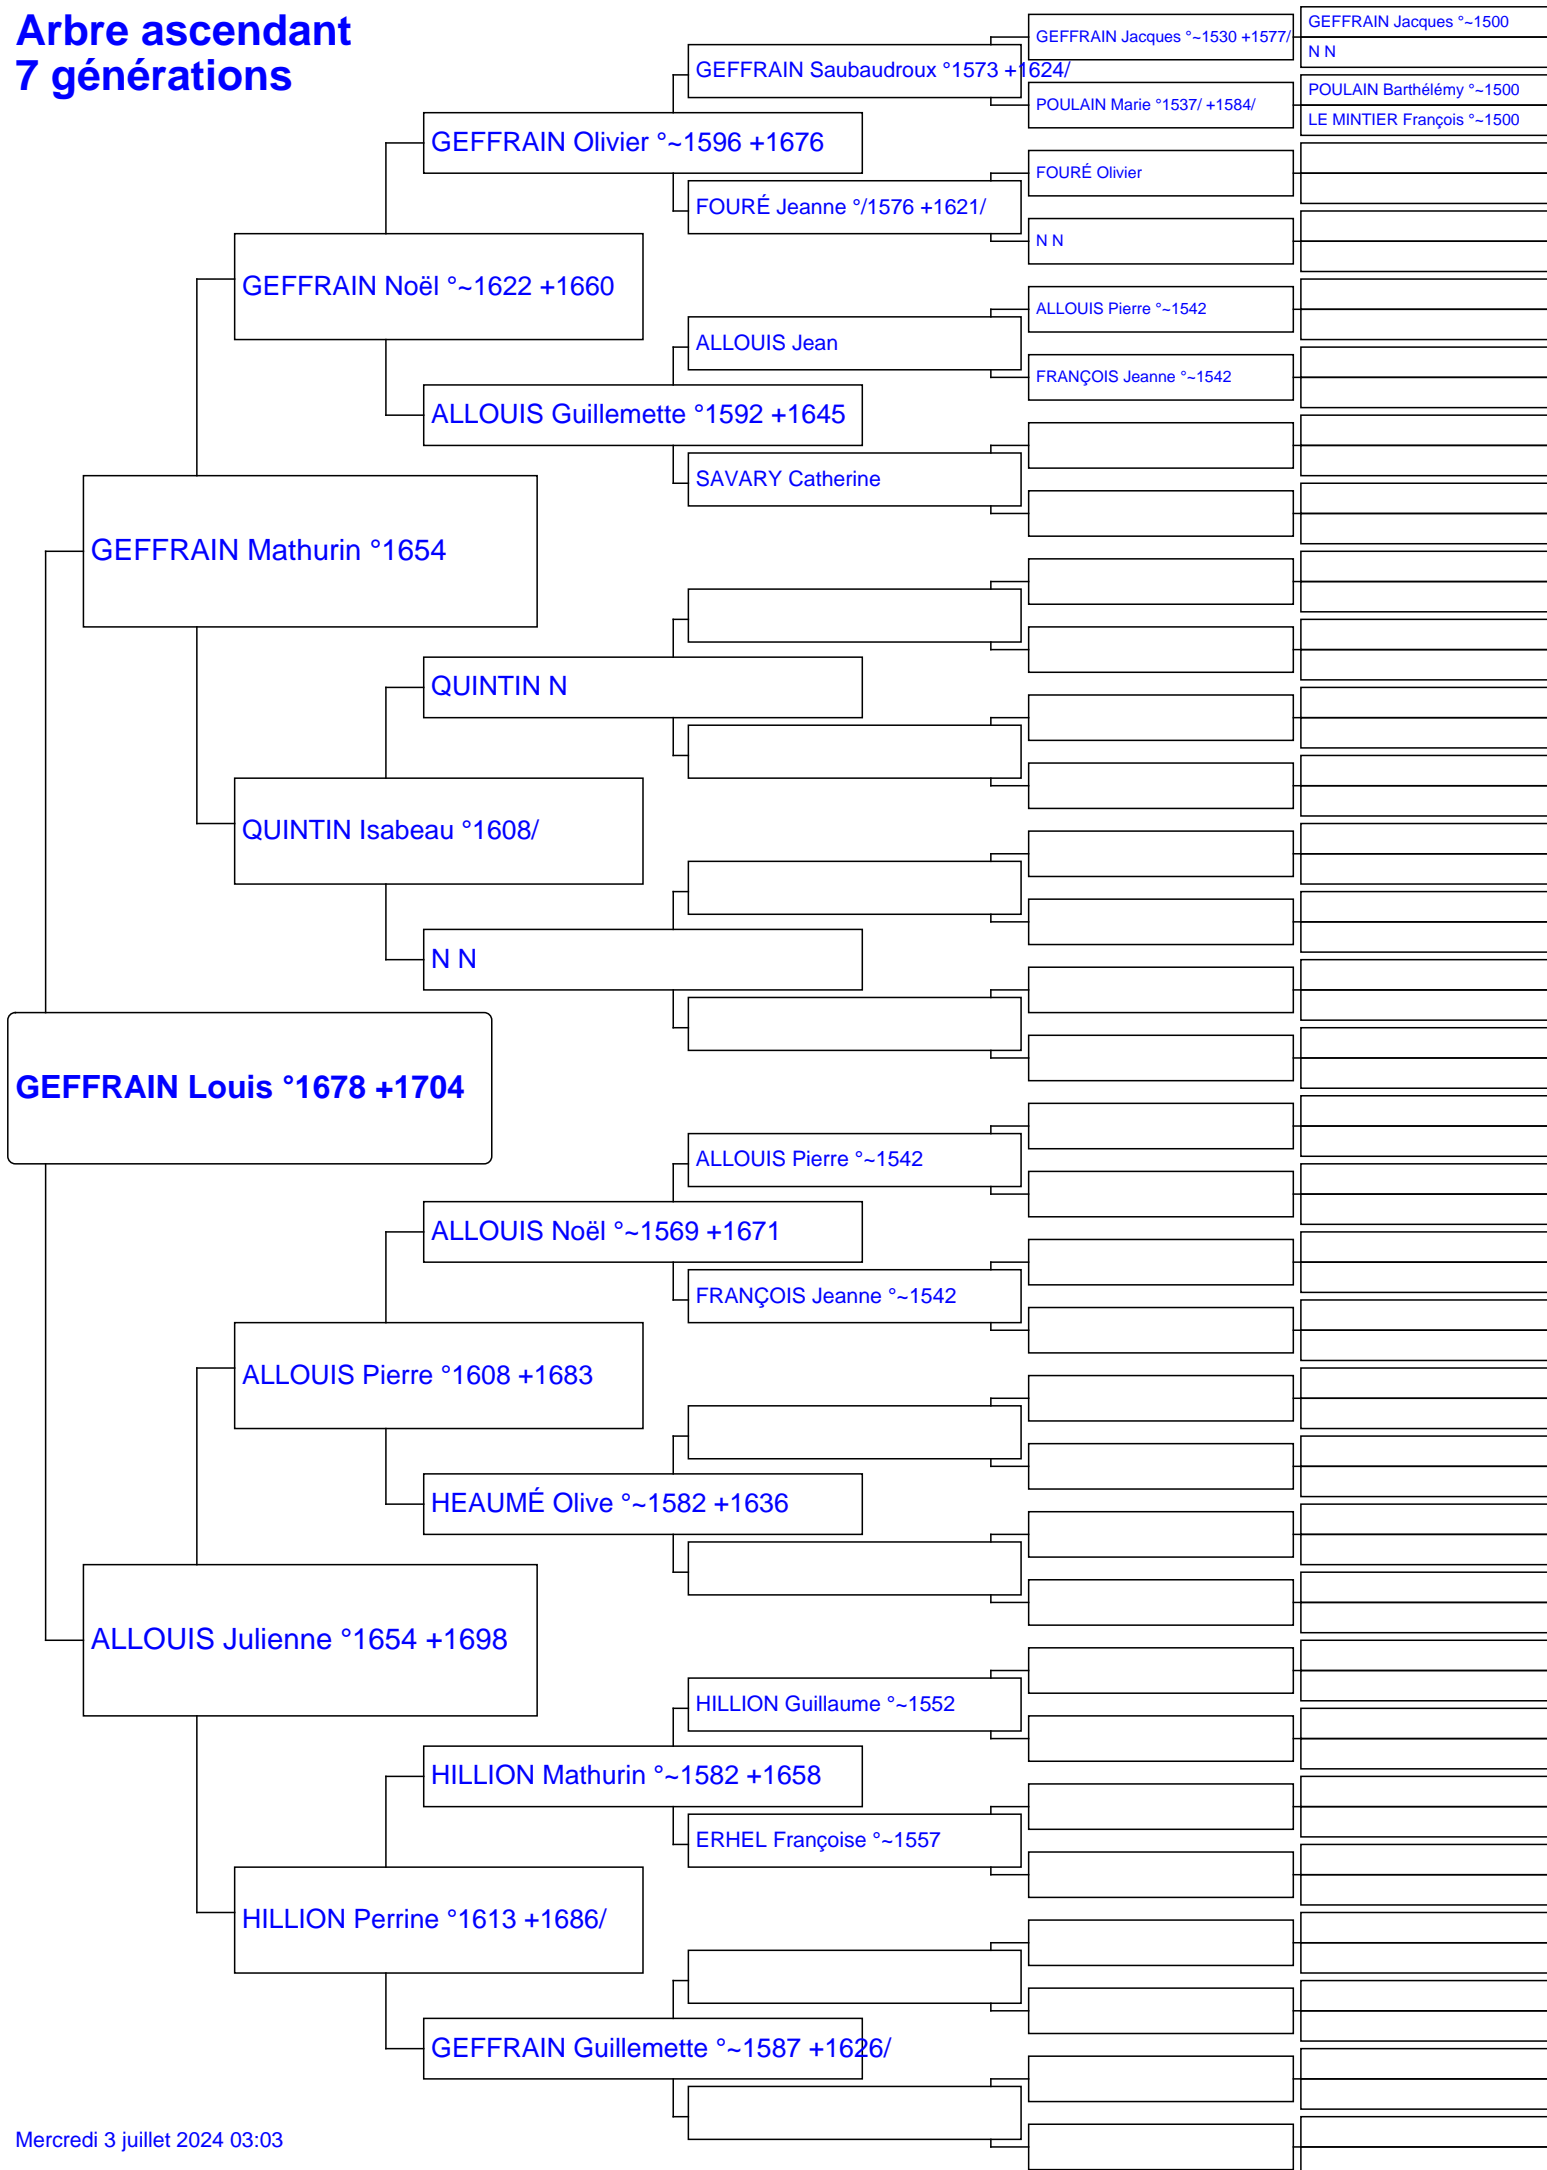 Arbre ascendant
7 générations
GEFFRAIN Jacques °~1500
GEFFRAIN Jacques °~1530 +1577/
N N
GEFFRAIN Saubaudroux °1573 +1624/
POULAIN Barthélémy °~1500
POULAIN Marie °1537/ +1584/
LE MINTIER François °~1500
GEFFRAIN Olivier °~1596 +1676
FOURÉ Olivier
FOURÉ Jeanne °/1576 +1621/
N N
GEFFRAIN Noël °~1622 +1660
ALLOUIS Pierre °~1542
ALLOUIS Jean
FRANÇOIS Jeanne °~1542
ALLOUIS Guillemette °1592 +1645
SAVARY Catherine
GEFFRAIN Mathurin °1654
QUINTIN N
QUINTIN Isabeau °1608/
N N
GEFFRAIN Louis °1678 +1704
ALLOUIS Pierre °~1542
ALLOUIS Noël °~1569 +1671
FRANÇOIS Jeanne °~1542
ALLOUIS Pierre °1608 +1683
HEAUMÉ Olive °~1582 +1636
ALLOUIS Julienne °1654 +1698
HILLION Guillaume °~1552
HILLION Mathurin °~1582 +1658
ERHEL Françoise °~1557
HILLION Perrine °1613 +1686/
GEFFRAIN Guillemette °~1587 +1626/
Mercredi 3 juillet 2024 03:03